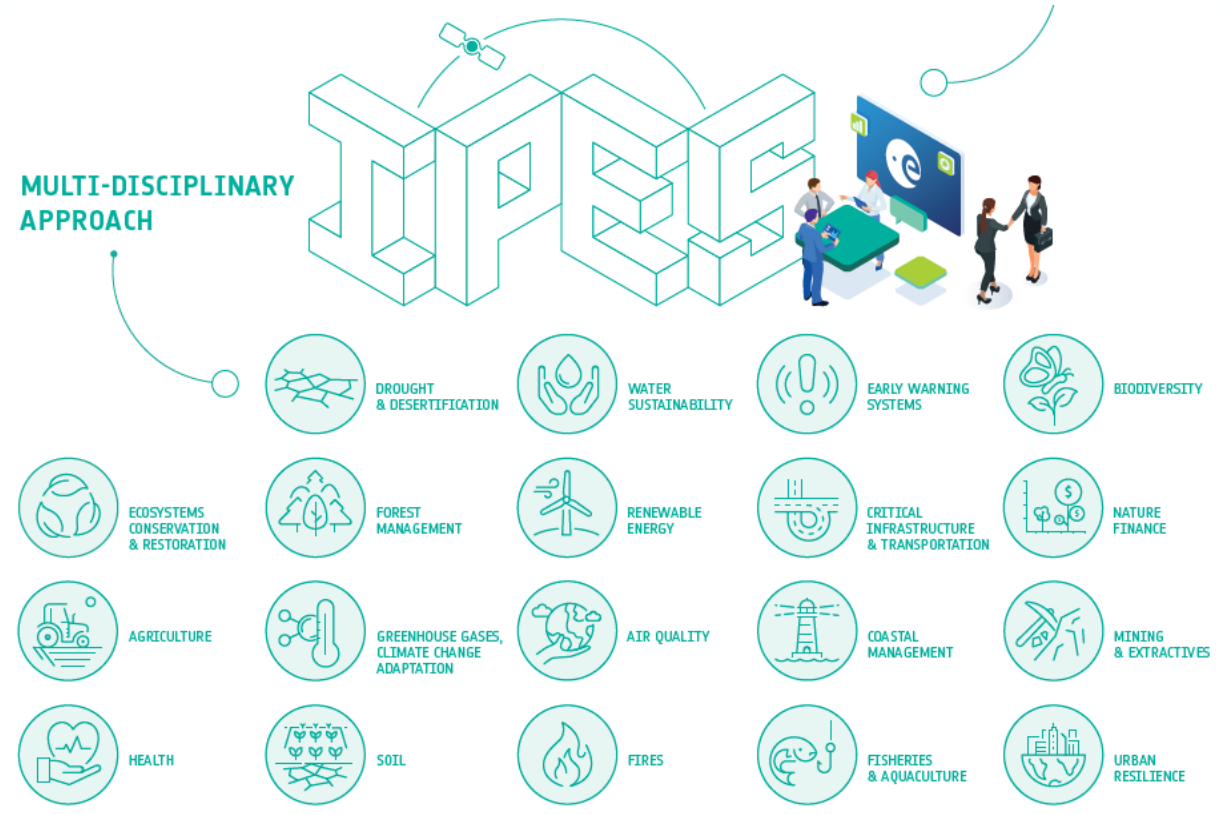 IPES
MULTI-DISCIPLINARY
APPROACH
e
DROUGHT
& DESERTIFICATION
WATER
SUSTAINABILITY
EARLY WARNING
SYSTEMS
BIODIVERSITY
ECOSYSTEMS
CONSERVATION
& RESTORATION
FOREST
MANAGEMENT
RENEWABLE
ENERGY
CRITICAL
INFRASTRUCTURE
& TRANSPORTATION
$
$
NATURE
FINANCE
AGRICULTURE
GREENHOUSE GASES,
CLIMATE CHANGE
ADAPTATION
AIR QUALITY
COASTAL
MANAGEMENT
MINING
& EXTRACTIVES
HEALTH
SOIL
FIRES
FISHERIES
& AQUACULTURE
URBAN
RESILIENCE